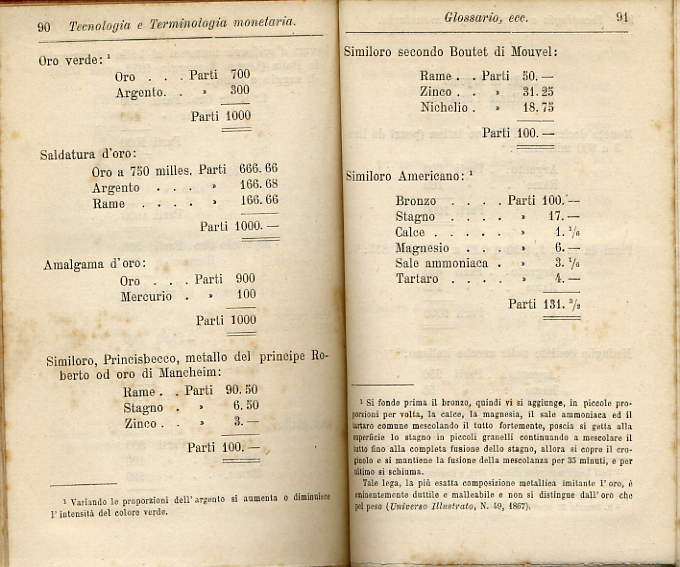 90 Tecnologia e Terminologia monetaria.
Oro verde: ¹
Oro . . . Parti 700
Argento. . » 300
Parti 1000
Saldatura d'oro:
Oro a 750 milles. Parti 666.66
Argento . . . » 166.68
Rame . . . . » 166.66
Parti 1000.—
Amalgama d'oro:
Oro . . . Parti 900
Mercurio . » 100
Parti 1000
Similoro, Princisbecco, metallo del principe Ro-
berto od oro di Mancheim:
Rame . . Parti 90.50
Stagno . » 6.50
Zinco . . » 3.—
Parti 100.—
¹ Variando le proporzioni dell'argento si aumenta o diminuisce
l'intensità del colore verde.
Glossario, ecc. 91
Similoro secondo Boutet di Mouvel:
Rame . . Parti 50.—
Zinco . . » 31.25
Nichelio . » 18.75
Parti 100.—
Similoro Americano: ¹
Bronzo . . . . Parti 100.—
Stagno . . . . » 17.—
Calce . . . . . » 1.¹/₆
Magnesio . . . » 6.—
Sale ammoniaca . » 3.¹/₆
Tartaro . . . . » 4.—
Parti 131.²/₂
¹ Si fonde prima il bronzo, quindi vi si aggiunge, in piccole pro-
porzioni per volta, la calce, la magnesia, il sale ammoniaca ed il
tartaro comune mescolando il tutto fortemente, poscia si getta alla
superficie lo stagno in piccoli granelli continuando a mescolare il
tutto fino alla completa fusione dello stagno, allora si copre il cro-
giuolo e si mantiene la fusione della mescolanza per 35 minuti, e per
ultimo si schiuma.
Tale lega, la più esatta composizione metallica imitante l'oro, è
eminentemente duttile e malleabile e non si distingue dall'oro che
pel peso (Universo Illustrato, N. 49, 1867).